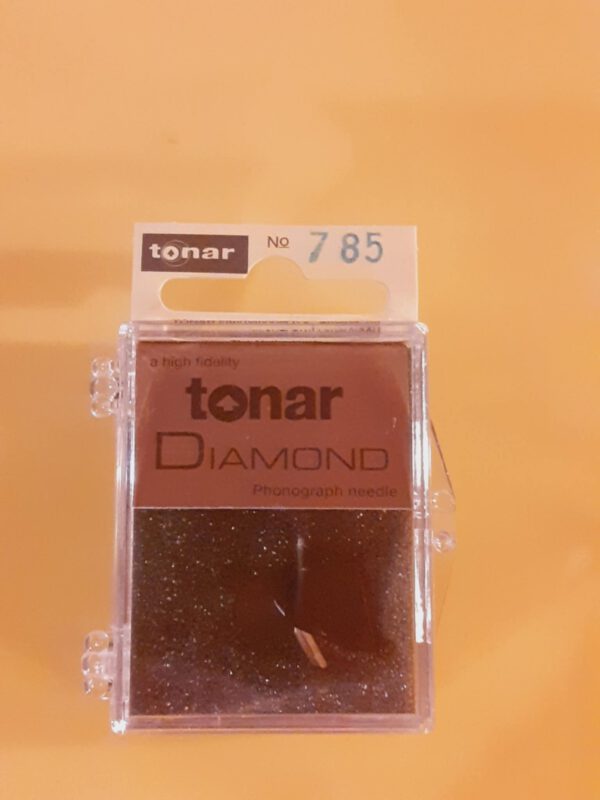 tonar No 785
a high fidelity
tonar
DIAMOND
Phonograph needle